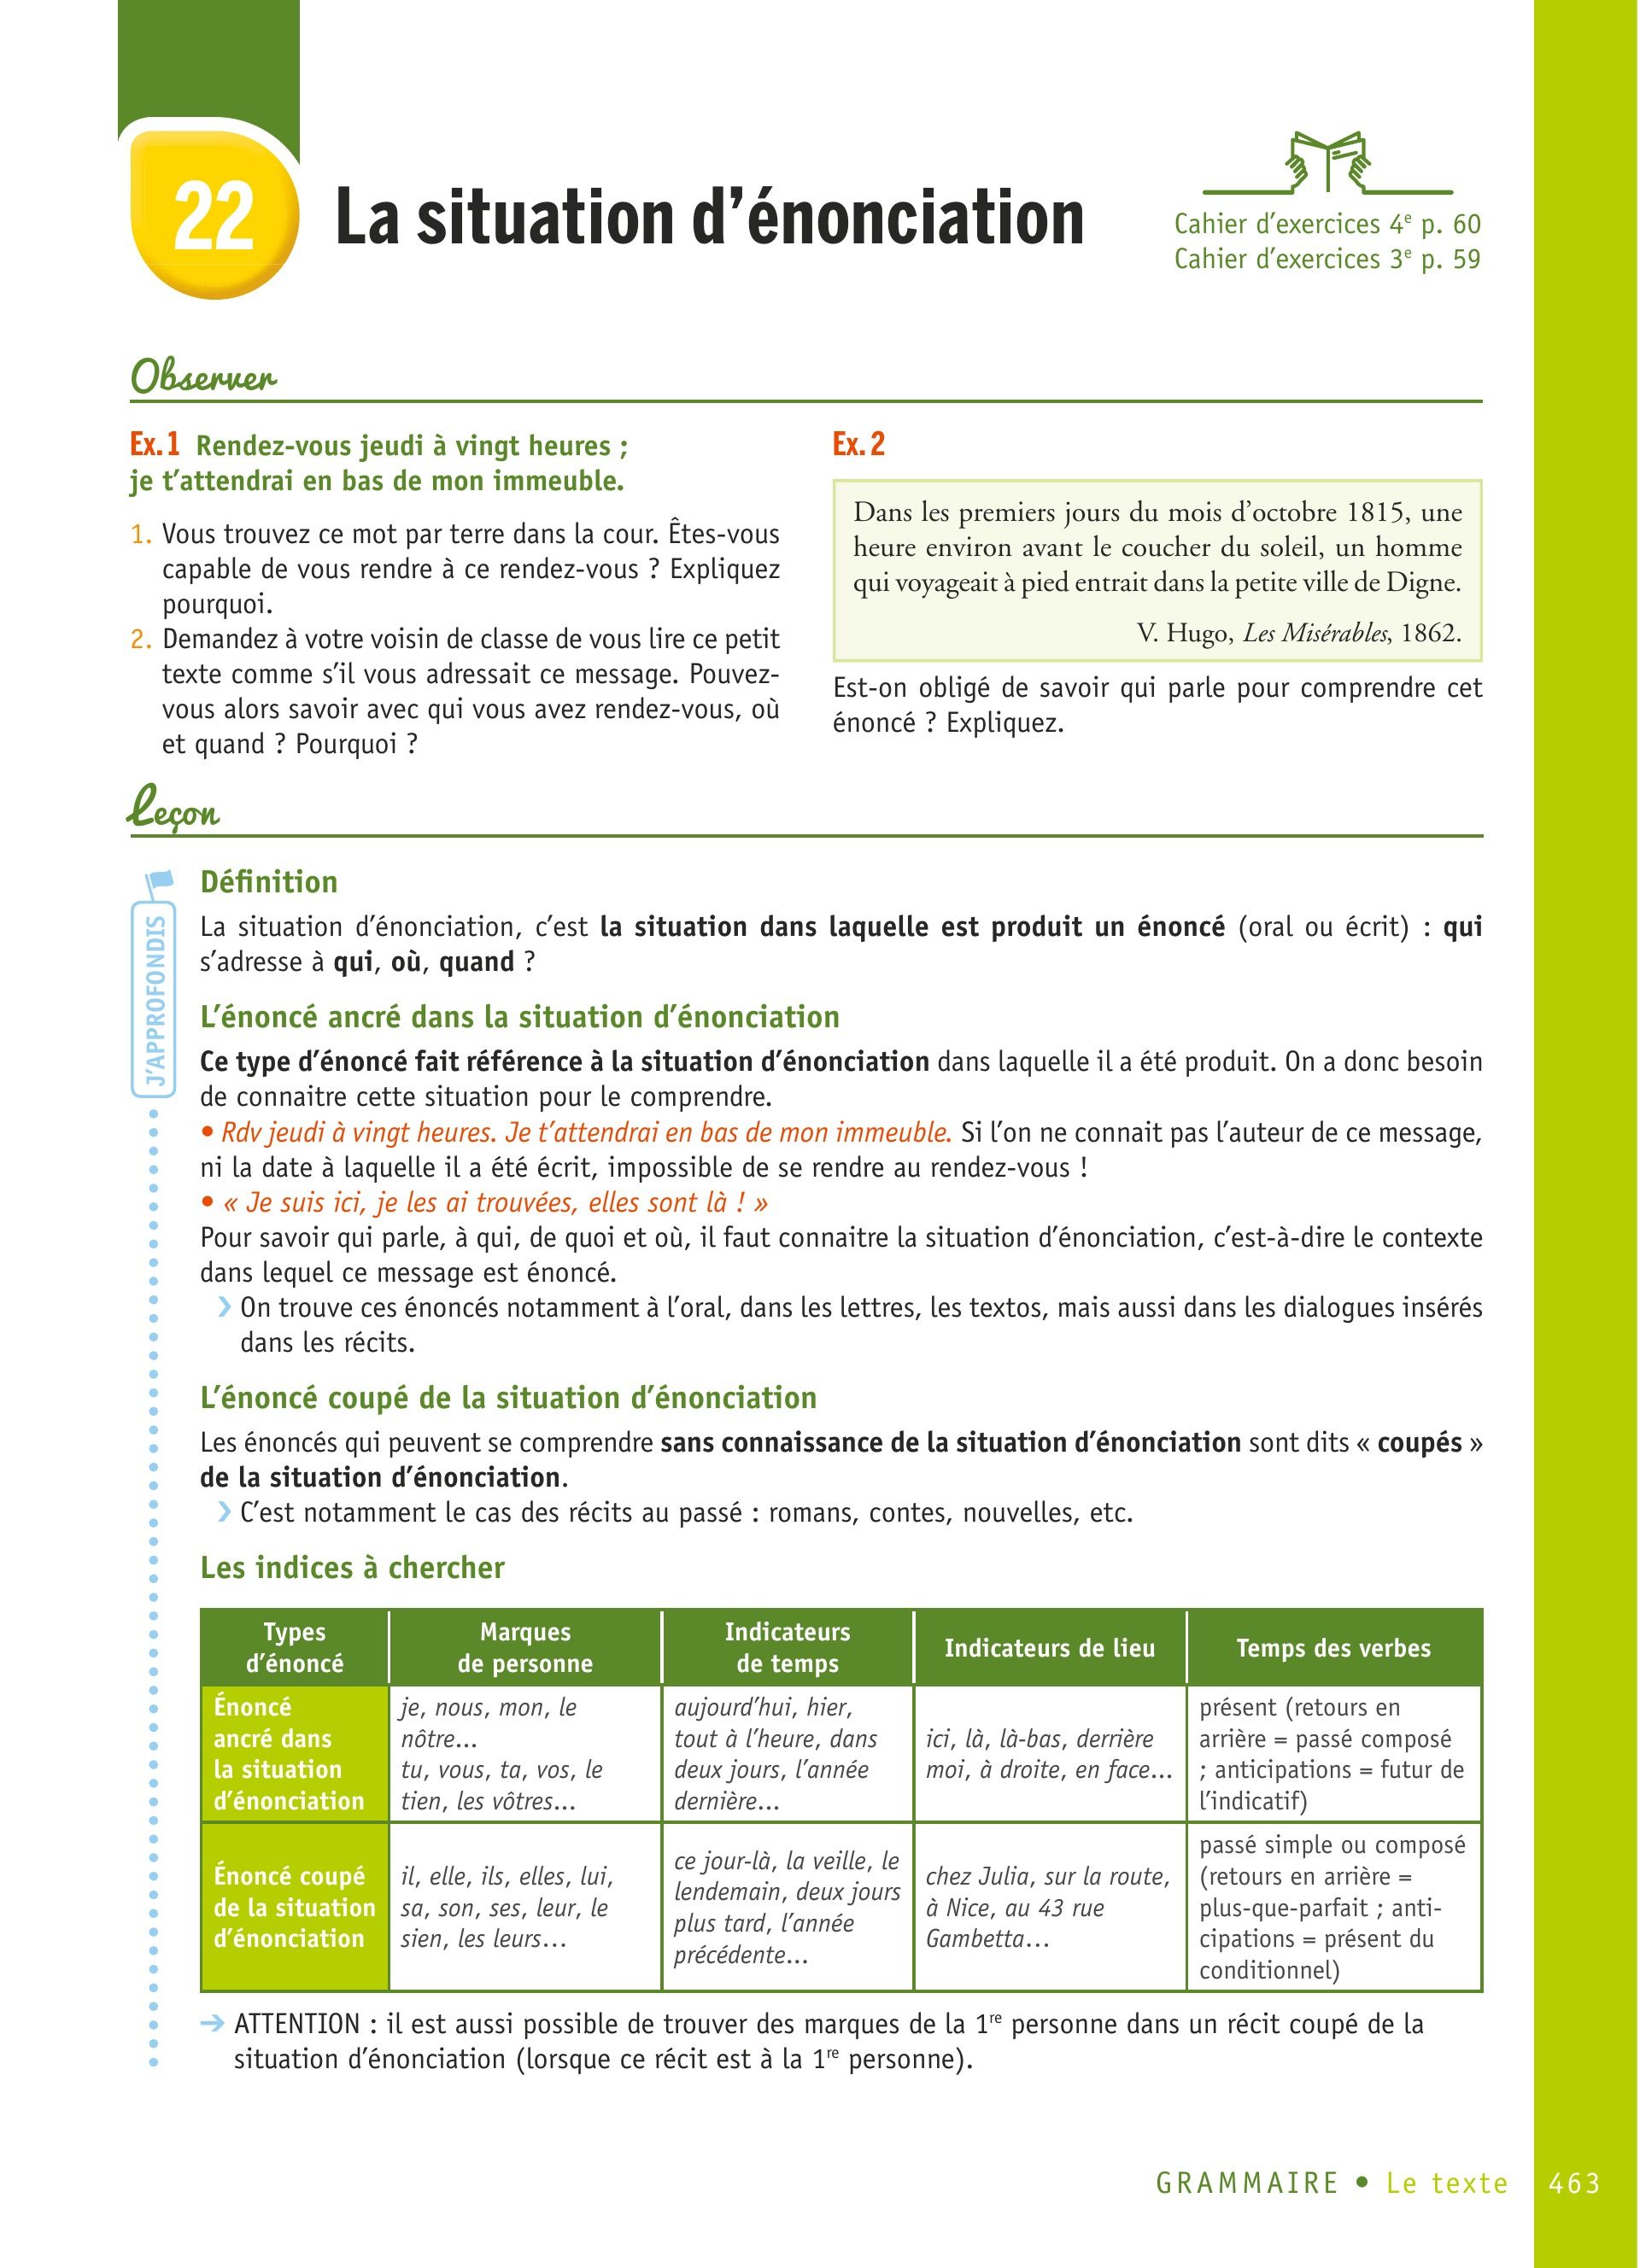 22
La situation d’énonciation
Cahier d’exercices 4e p. 60
Cahier d’exercices 3e p. 59
Observer
Ex. 1 Rendez-vous jeudi à vingt heures ;
je t’attendrai en bas de mon immeuble.
1. Vous trouvez ce mot par terre dans la cour. Êtes-vous
capable de vous rendre à ce rendez-vous ? Expliquez
pourquoi.
2. Demandez à votre voisin de classe de vous lire ce petit
texte comme s’il vous adressait ce message. Pouvez-
vous alors savoir avec qui vous avez rendez-vous, où
et quand ? Pourquoi ?
Ex. 2
Dans les premiers jours du mois d’octobre 1815, une
heure environ avant le coucher du soleil, un homme
qui voyageait à pied entrait dans la petite ville de Digne.
V. Hugo, Les Misérables, 1862.
Est-on obligé de savoir qui parle pour comprendre cet
énoncé ? Expliquez.
Leçon
J’APPROFONDIS
Définition
La situation d’énonciation, c’est la situation dans laquelle est produit un énoncé (oral ou écrit) : qui
s’adresse à qui, où, quand ?
L’énoncé ancré dans la situation d’énonciation
Ce type d’énoncé fait référence à la situation d’énonciation dans laquelle il a été produit. On a donc besoin
de connaitre cette situation pour le comprendre.
• Rdv jeudi à vingt heures. Je t’attendrai en bas de mon immeuble. Si l’on ne connait pas l’auteur de ce message,
ni la date à laquelle il a été écrit, impossible de se rendre au rendez-vous !
• « Je suis ici, je les ai trouvées, elles sont là ! »
Pour savoir qui parle, à qui, de quoi et où, il faut connaitre la situation d’énonciation, c’est-à-dire le contexte
dans lequel ce message est énoncé.
› On trouve ces énoncés notamment à l’oral, dans les lettres, les textos, mais aussi dans les dialogues insérés
dans les récits.
L’énoncé coupé de la situation d’énonciation
Les énoncés qui peuvent se comprendre sans connaissance de la situation d’énonciation sont dits « coupés »
de la situation d’énonciation.
› C’est notamment le cas des récits au passé : romans, contes, nouvelles, etc.
Les indices à chercher
Types
d’énoncé
Marques
de personne
Indicateurs
de temps
Indicateurs de lieu
Temps des verbes
Énoncé
ancré dans
la situation
d’énonciation
je, nous, mon, le
nôtre…
tu, vous, ta, vos, le
tien, les vôtres…
aujourd’hui, hier,
tout à l’heure, dans
deux jours, l’année
dernière…
ici, là, là-bas, derrière
moi, à droite, en face…
présent (retours en
arrière = passé composé
; anticipations = futur de
l’indicatif)
Énoncé coupé
de la situation
d’énonciation
il, elle, ils, elles, lui,
sa, son, ses, leur, le
sien, les leurs…
ce jour-là, la veille, le
lendemain, deux jours
plus tard, l’année
précédente…
chez Julia, sur la route,
à Nice, au 43 rue
Gambetta…
passé simple ou composé
(retours en arrière =
plus-que-parfait ; anti-
cipations = présent du
conditionnel)
→ ATTENTION : il est aussi possible de trouver des marques de la 1re personne dans un récit coupé de la
situation d’énonciation (lorsque ce récit est à la 1re personne).
GRAMMAIRE • Le texte 463